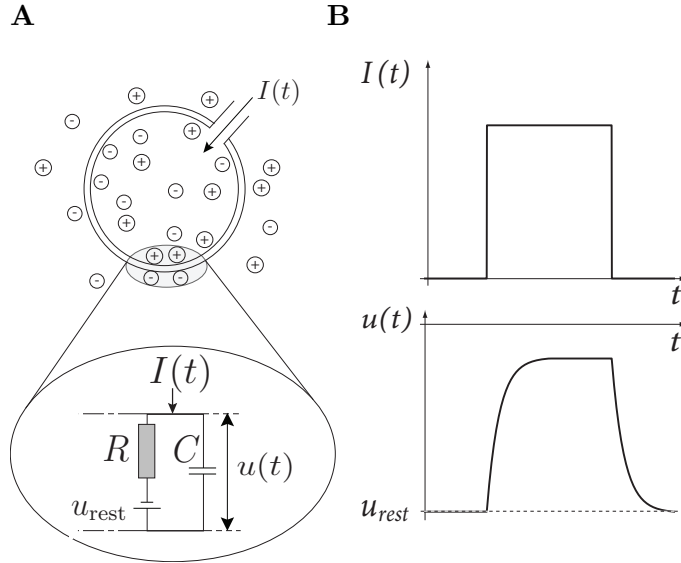 A
B
I(t)
+
+
-
+
-
-
+
+
-
+
-
-
+
+
-
+
-
+
-
-
+
+
+
+
-
-
-
I(t)
R
C
u(t)
u_rest
I(t)
t
u(t)
t
u_rest